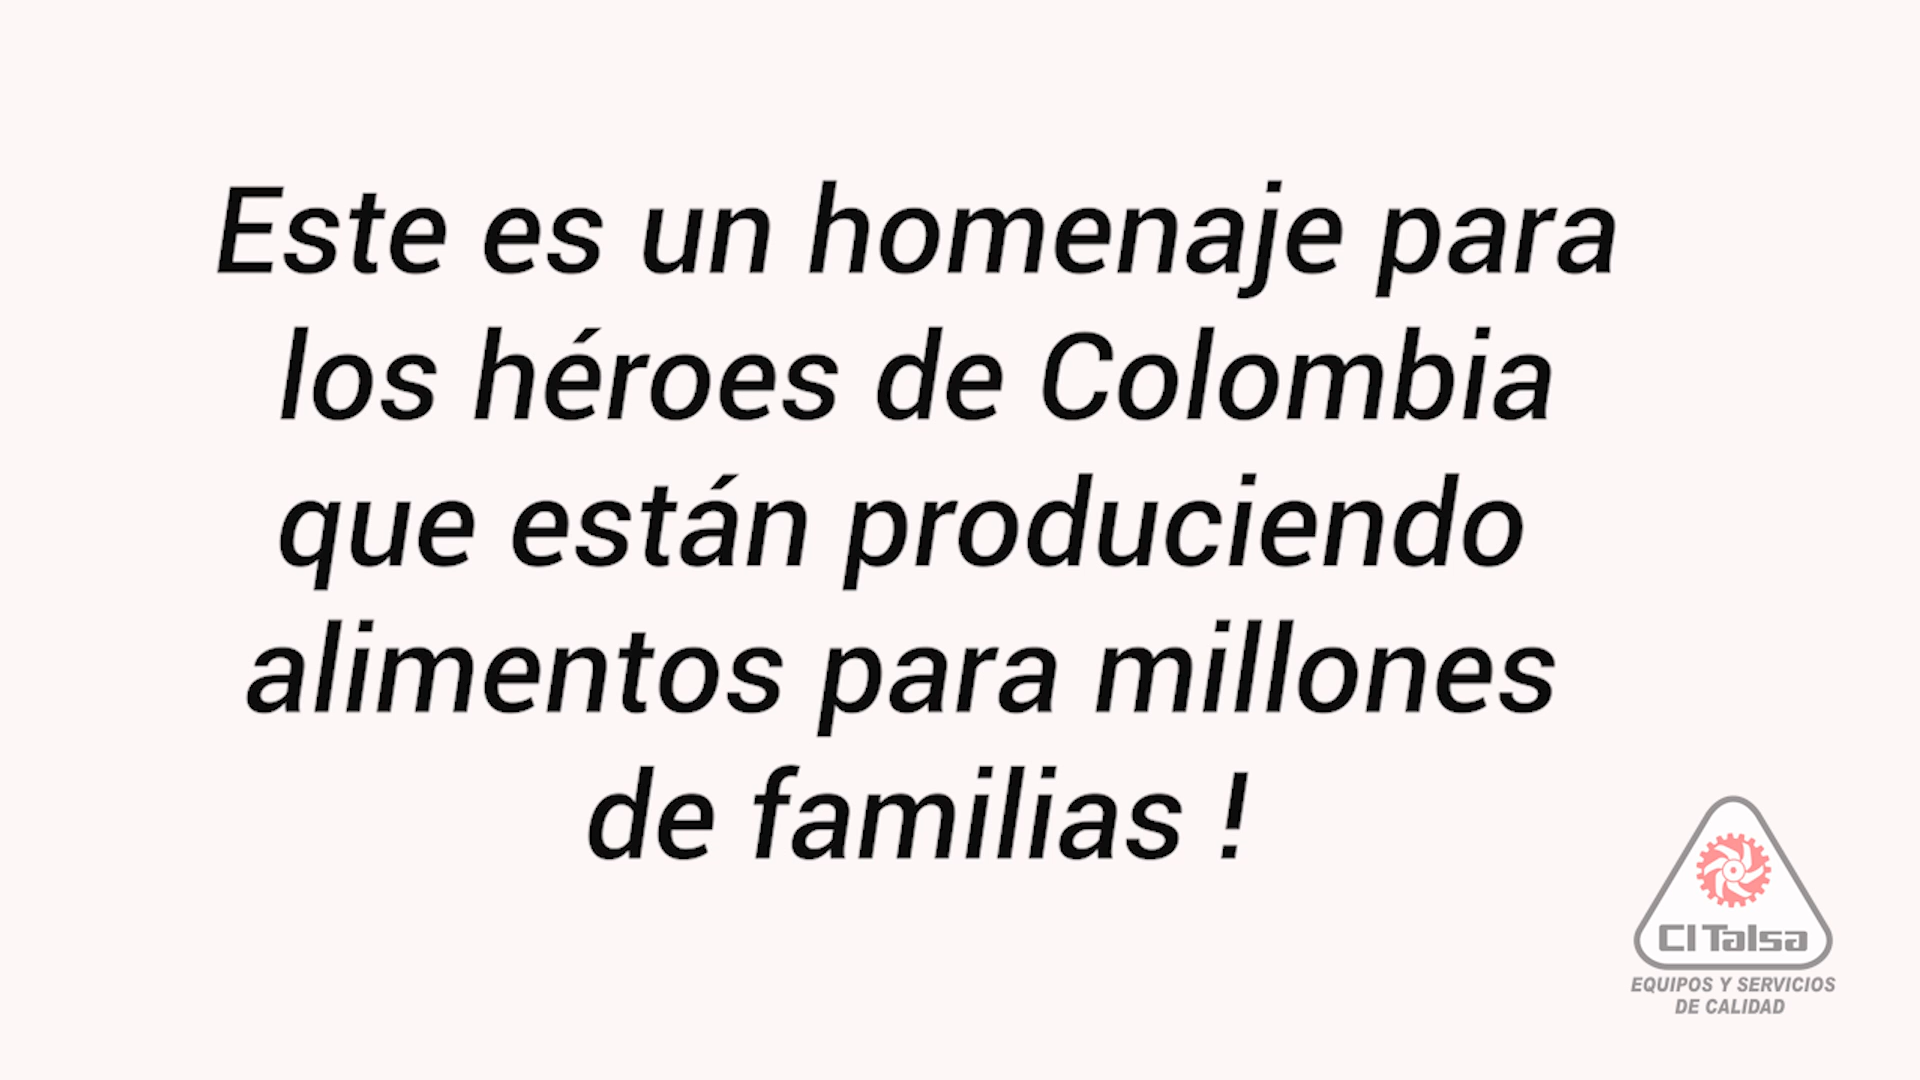 Este es un homenaje para
los héroes de Colombia
que están produciendo
alimentos para millones
de familias !
CI Talsa
EQUIPOS Y SERVICIOS
DE CALIDAD